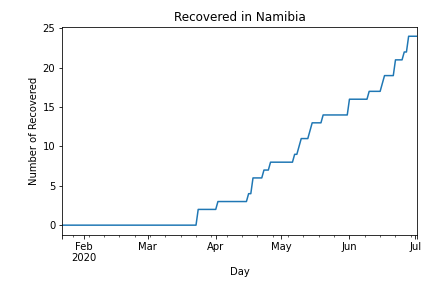 Recovered in Namibia
25
20
15
10
5
0
Number of Recovered
Feb
2020
Mar
Apr
May
Jun
Jul
Day